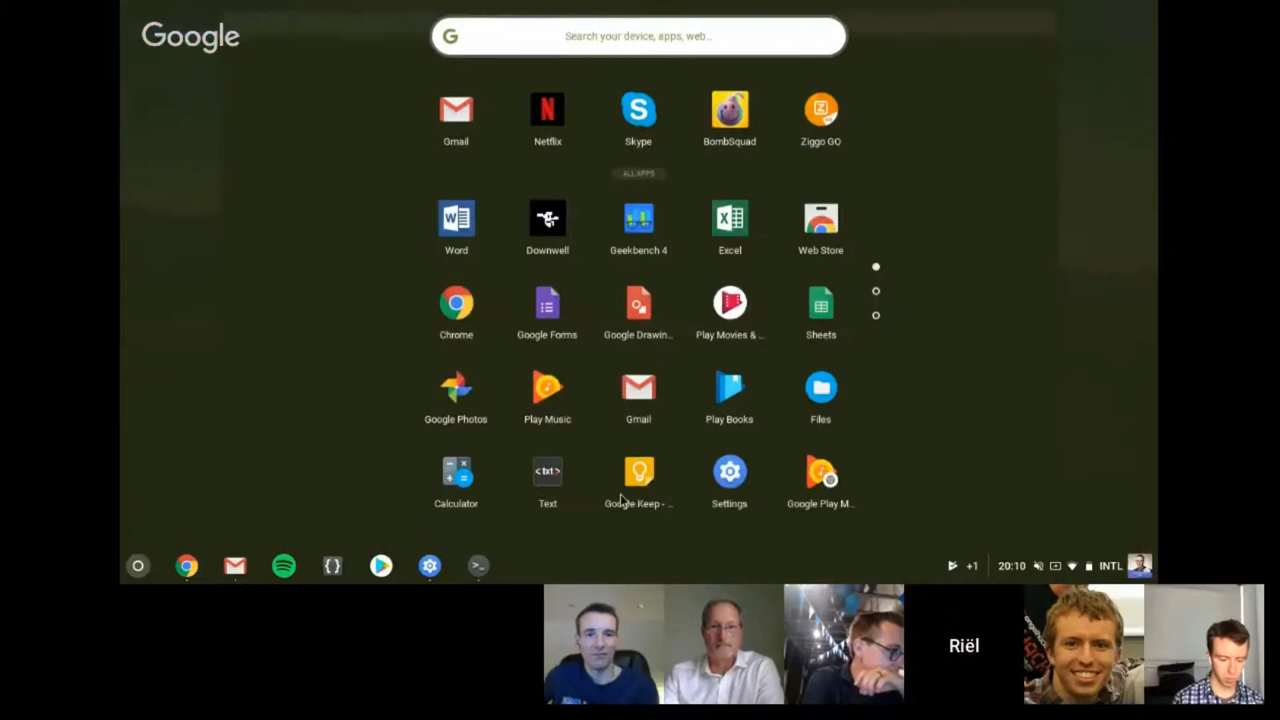 Google
Search your device, apps, web...
Gmail
Netflix
Skype
BombSquad
Ziggo GO
ALL APPS
Word
Downwell
Geekbench 4
Excel
Web Store
Chrome
Google Forms
Google Drawin...
Play Movies & ...
Sheets
Google Photos
Play Music
Gmail
Play Books
Files
<txt>
Calculator
Text
Google Keep - ...
Settings
Google Play M...
+1
20:10
INTL
Riël